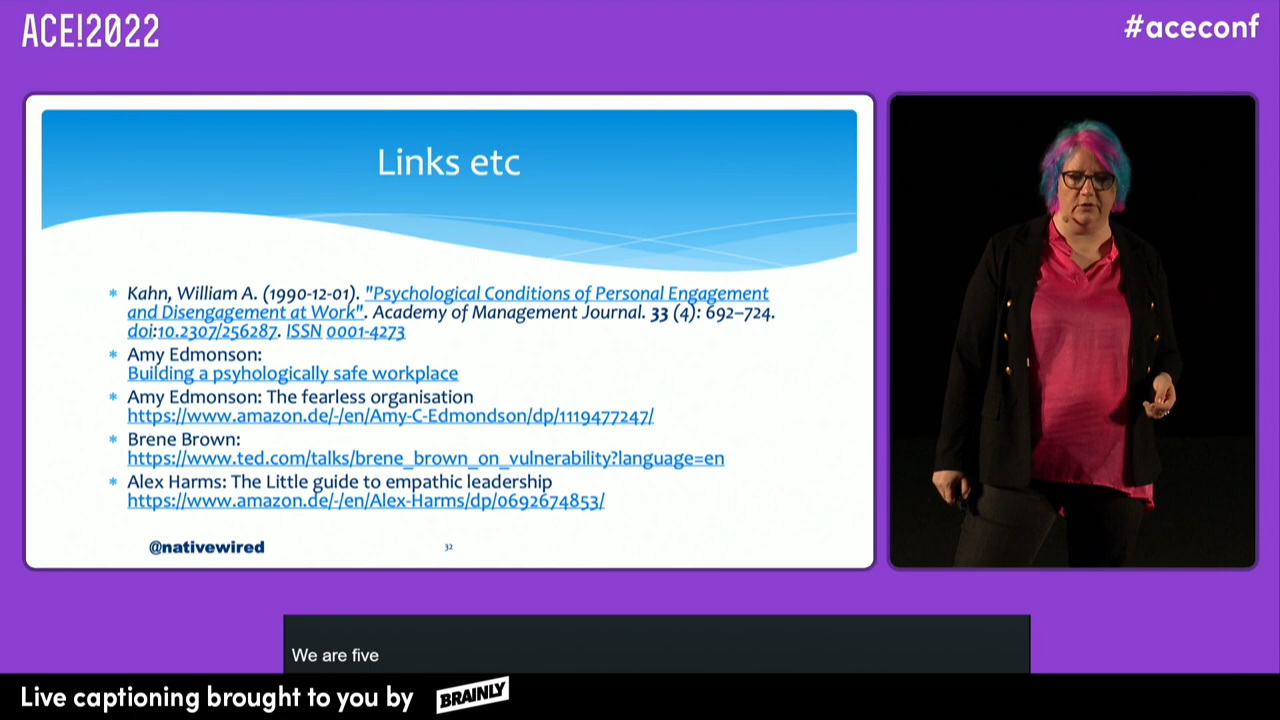 ACE!2022
#aceconf
Links etc
* Kahn, William A. (1990-12-01). "Psychological Conditions of Personal Engagement
and Disengagement at Work". Academy of Management Journal. 33 (4): 692–724.
doi:10.2307/256287. ISSN 0001-4273
* Amy Edmonson:
Building a psyhologically safe workplace
* Amy Edmonson: The fearless organisation
https://www.amazon.de/-/en/Amy-C-Edmondson/dp/1119477247/
* Brene Brown:
https://www.ted.com/talks/brene_brown_on_vulnerability?language=en
* Alex Harms: The Little guide to empathic leadership
https://www.amazon.de/-/en/Alex-Harms/dp/0692674853/
@nativewired
32
We are five
Live captioning brought to you by BRAINLY